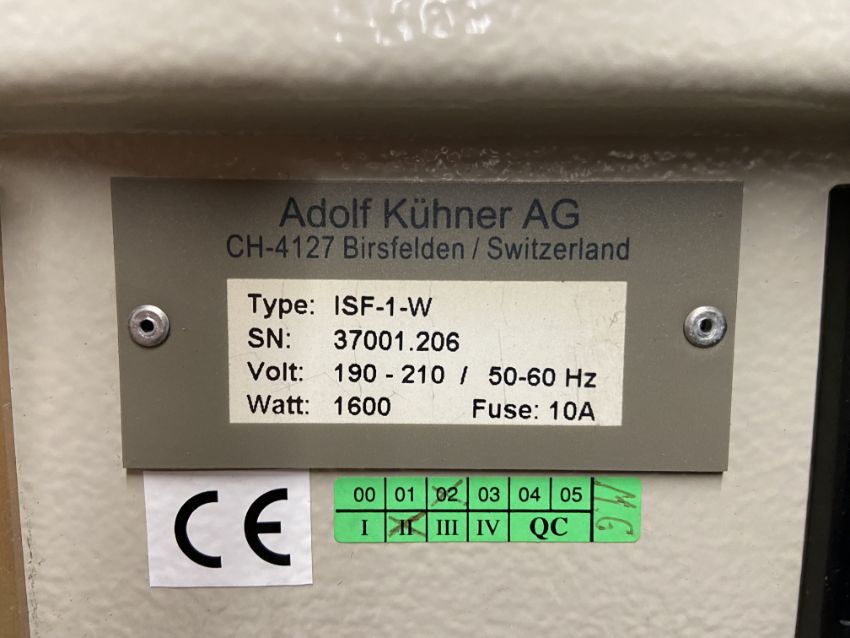 Adolf Kühner AG
CH-4127 Birsfelden / Switzerland
Type: ISF-1-W
SN: 37001.206
Volt: 190 - 210 / 50-60 Hz
Watt: 1600 Fuse: 10A
CE
00 01 02 03 04 05 M.G
I II III IV QC